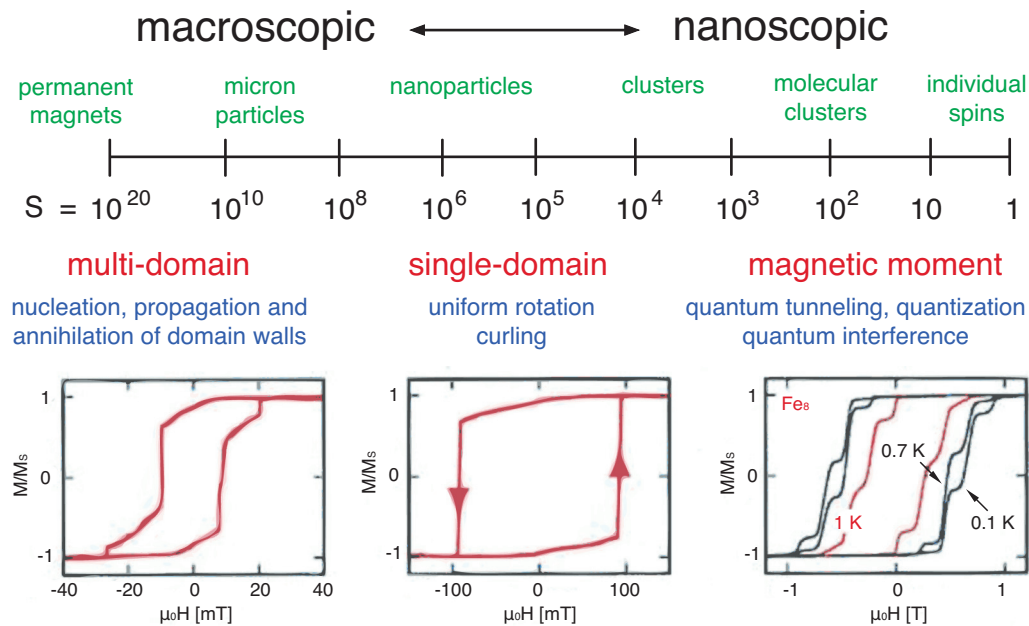 macroscopic nanoscopic
permanent magnets
micron particles
nanoparticles
clusters
molecular clusters
individual spins
S = 10^20 10^10 10^8 10^6 10^5 10^4 10^3 10^2 10 1
multi-domain
nucleation, propagation and
annihilation of domain walls
single-domain
uniform rotation
curling
magnetic moment
quantum tunneling, quantization
quantum interference
1
0
-1
M/Ms
-40 -20 0 20 40
µ0H [mT]
1
0
-1
M/Ms
-100 0 100
µ0H [mT]
Fe8
1
0
-1
M/Ms
0.7 K
1 K
0.1 K
-1 0 1
µ0H [T]